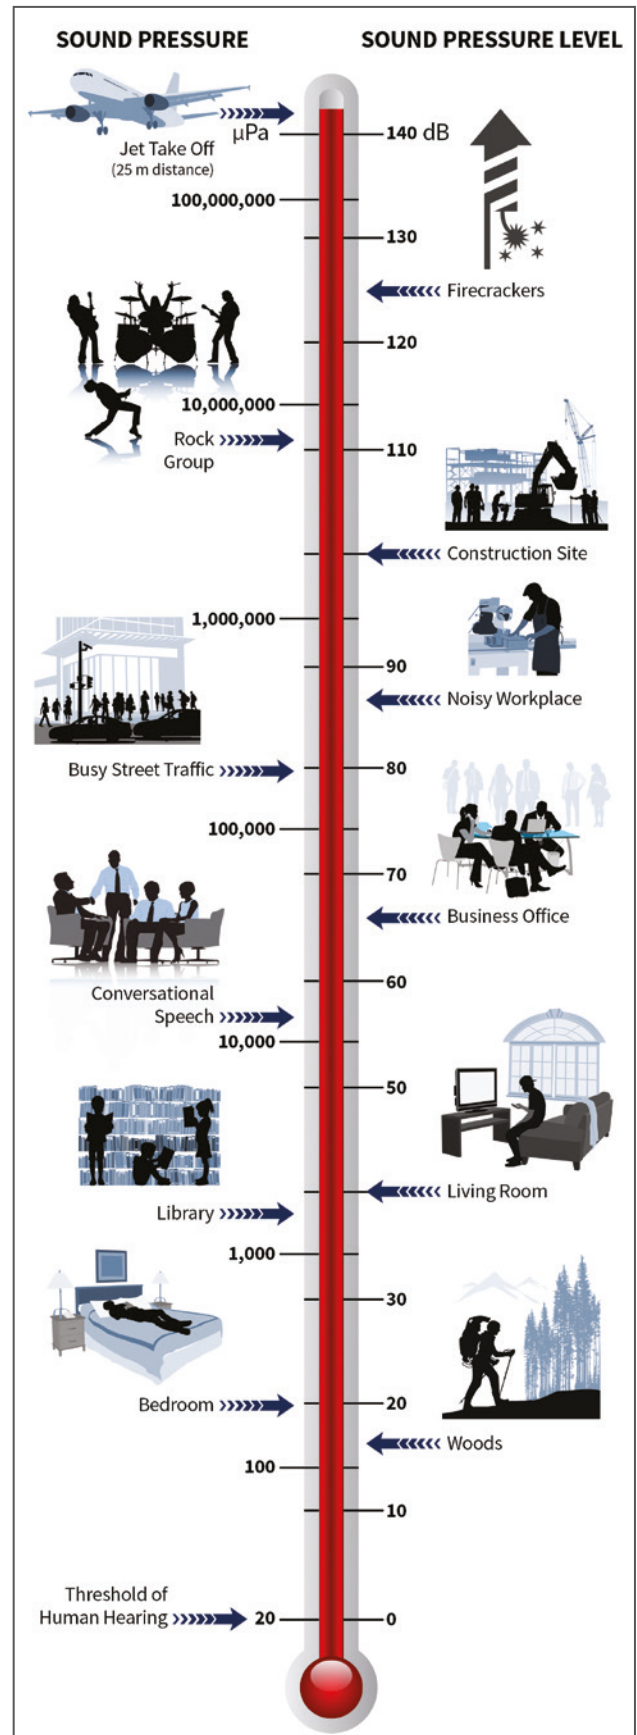 SOUND PRESSURE
SOUND PRESSURE LEVEL
Jet Take Off
(25 m distance)
μPa
140 dB
100,000,000
130
Firecrackers
120
10,000,000
Rock
Group
110
Construction Site
1,000,000
90
Noisy Workplace
Busy Street Traffic
80
100,000
70
Business Office
60
Conversational
Speech
10,000
50
Living Room
Library
1,000
30
Bedroom
20
Woods
100
10
Threshold of
Human Hearing
20
0